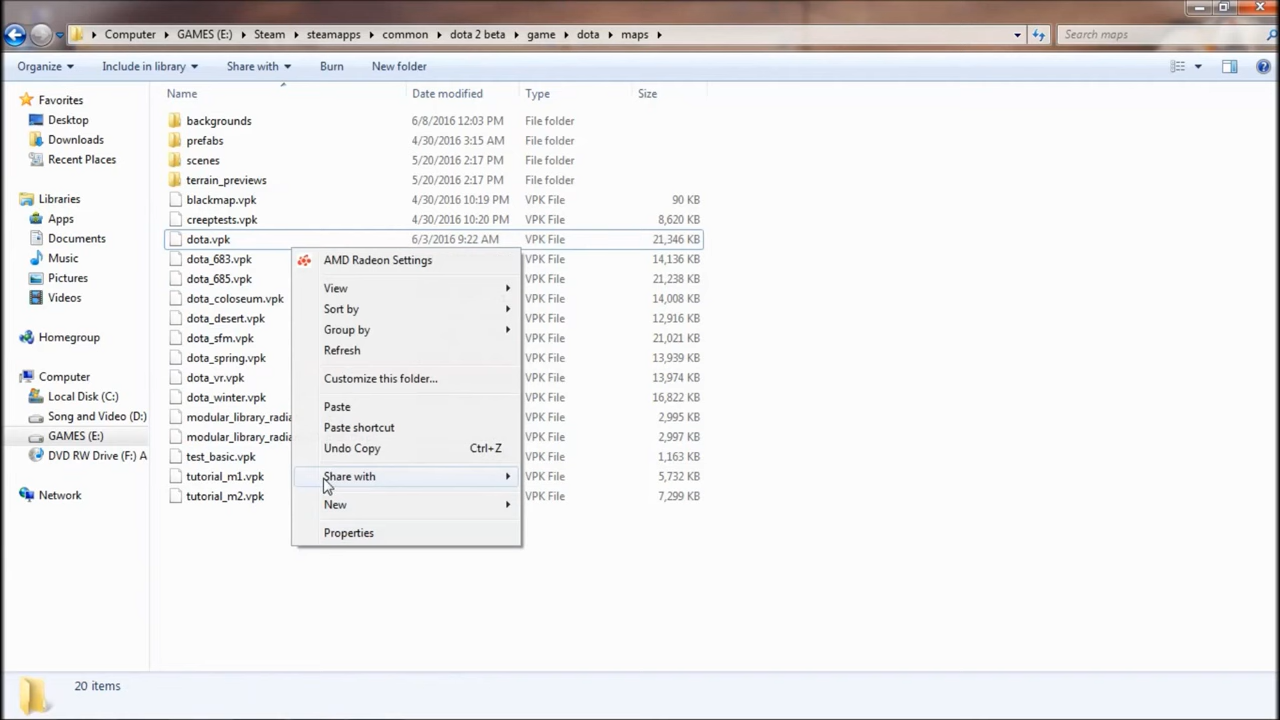 Computer GAMES (E:) Steam steamapps common dota 2 beta game dota maps Search maps
Organize Include in library Share with Burn New folder
Name Date modified Type Size
Favorites
Desktop
Downloads
Recent Places
Libraries
Apps
Documents
Music
Pictures
Videos
Homegroup
Computer
Local Disk (C:)
Song and Video (D:)
GAMES (E:)
DVD RW Drive (F:) A
Network
backgrounds 6/8/2016 12:03 PM File folder
prefabs 4/30/2016 3:15 AM File folder
scenes 5/20/2016 2:17 PM File folder
terrain_previews 5/20/2016 2:17 PM File folder
blackmap.vpk 4/30/2016 10:19 PM VPK File 90 KB
creeptests.vpk 4/30/2016 10:20 PM VPK File 8,620 KB
dota.vpk 6/3/2016 9:22 AM VPK File 21,346 KB
dota_683.vpk VPK File 14,136 KB
dota_685.vpk VPK File 21,238 KB
dota_coloseum.vpk VPK File 14,008 KB
dota_desert.vpk VPK File 12,916 KB
dota_sfm.vpk VPK File 21,021 KB
dota_spring.vpk VPK File 13,939 KB
dota_vr.vpk VPK File 13,974 KB
dota_winter.vpk VPK File 16,822 KB
modular_library_radia VPK File 2,995 KB
modular_library_radia VPK File 2,997 KB
test_basic.vpk VPK File 1,163 KB
tutorial_m1.vpk VPK File 5,732 KB
tutorial_m2.vpk VPK File 7,299 KB
AMD Radeon Settings
View
Sort by
Group by
Refresh
Customize this folder...
Paste
Paste shortcut
Undo Copy Ctrl+Z
Share with
New
Properties
20 items